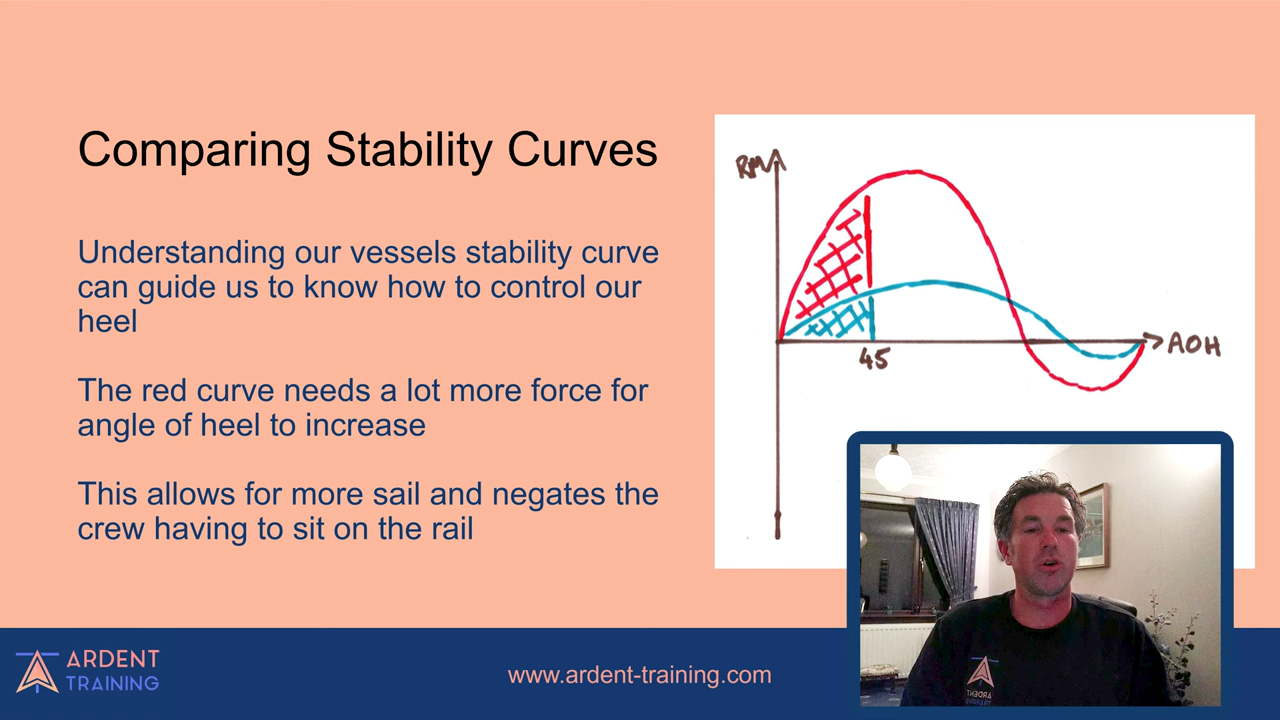 Comparing Stability Curves
Understanding our vessels stability curve
can guide us to know how to control our
heel
The red curve needs a lot more force for
angle of heel to increase
This allows for more sail and negates the
crew having to sit on the rail
RM
45
AOH
ARDENT
TRAINING
www.ardent-training.com
ARDENT
TRAINING